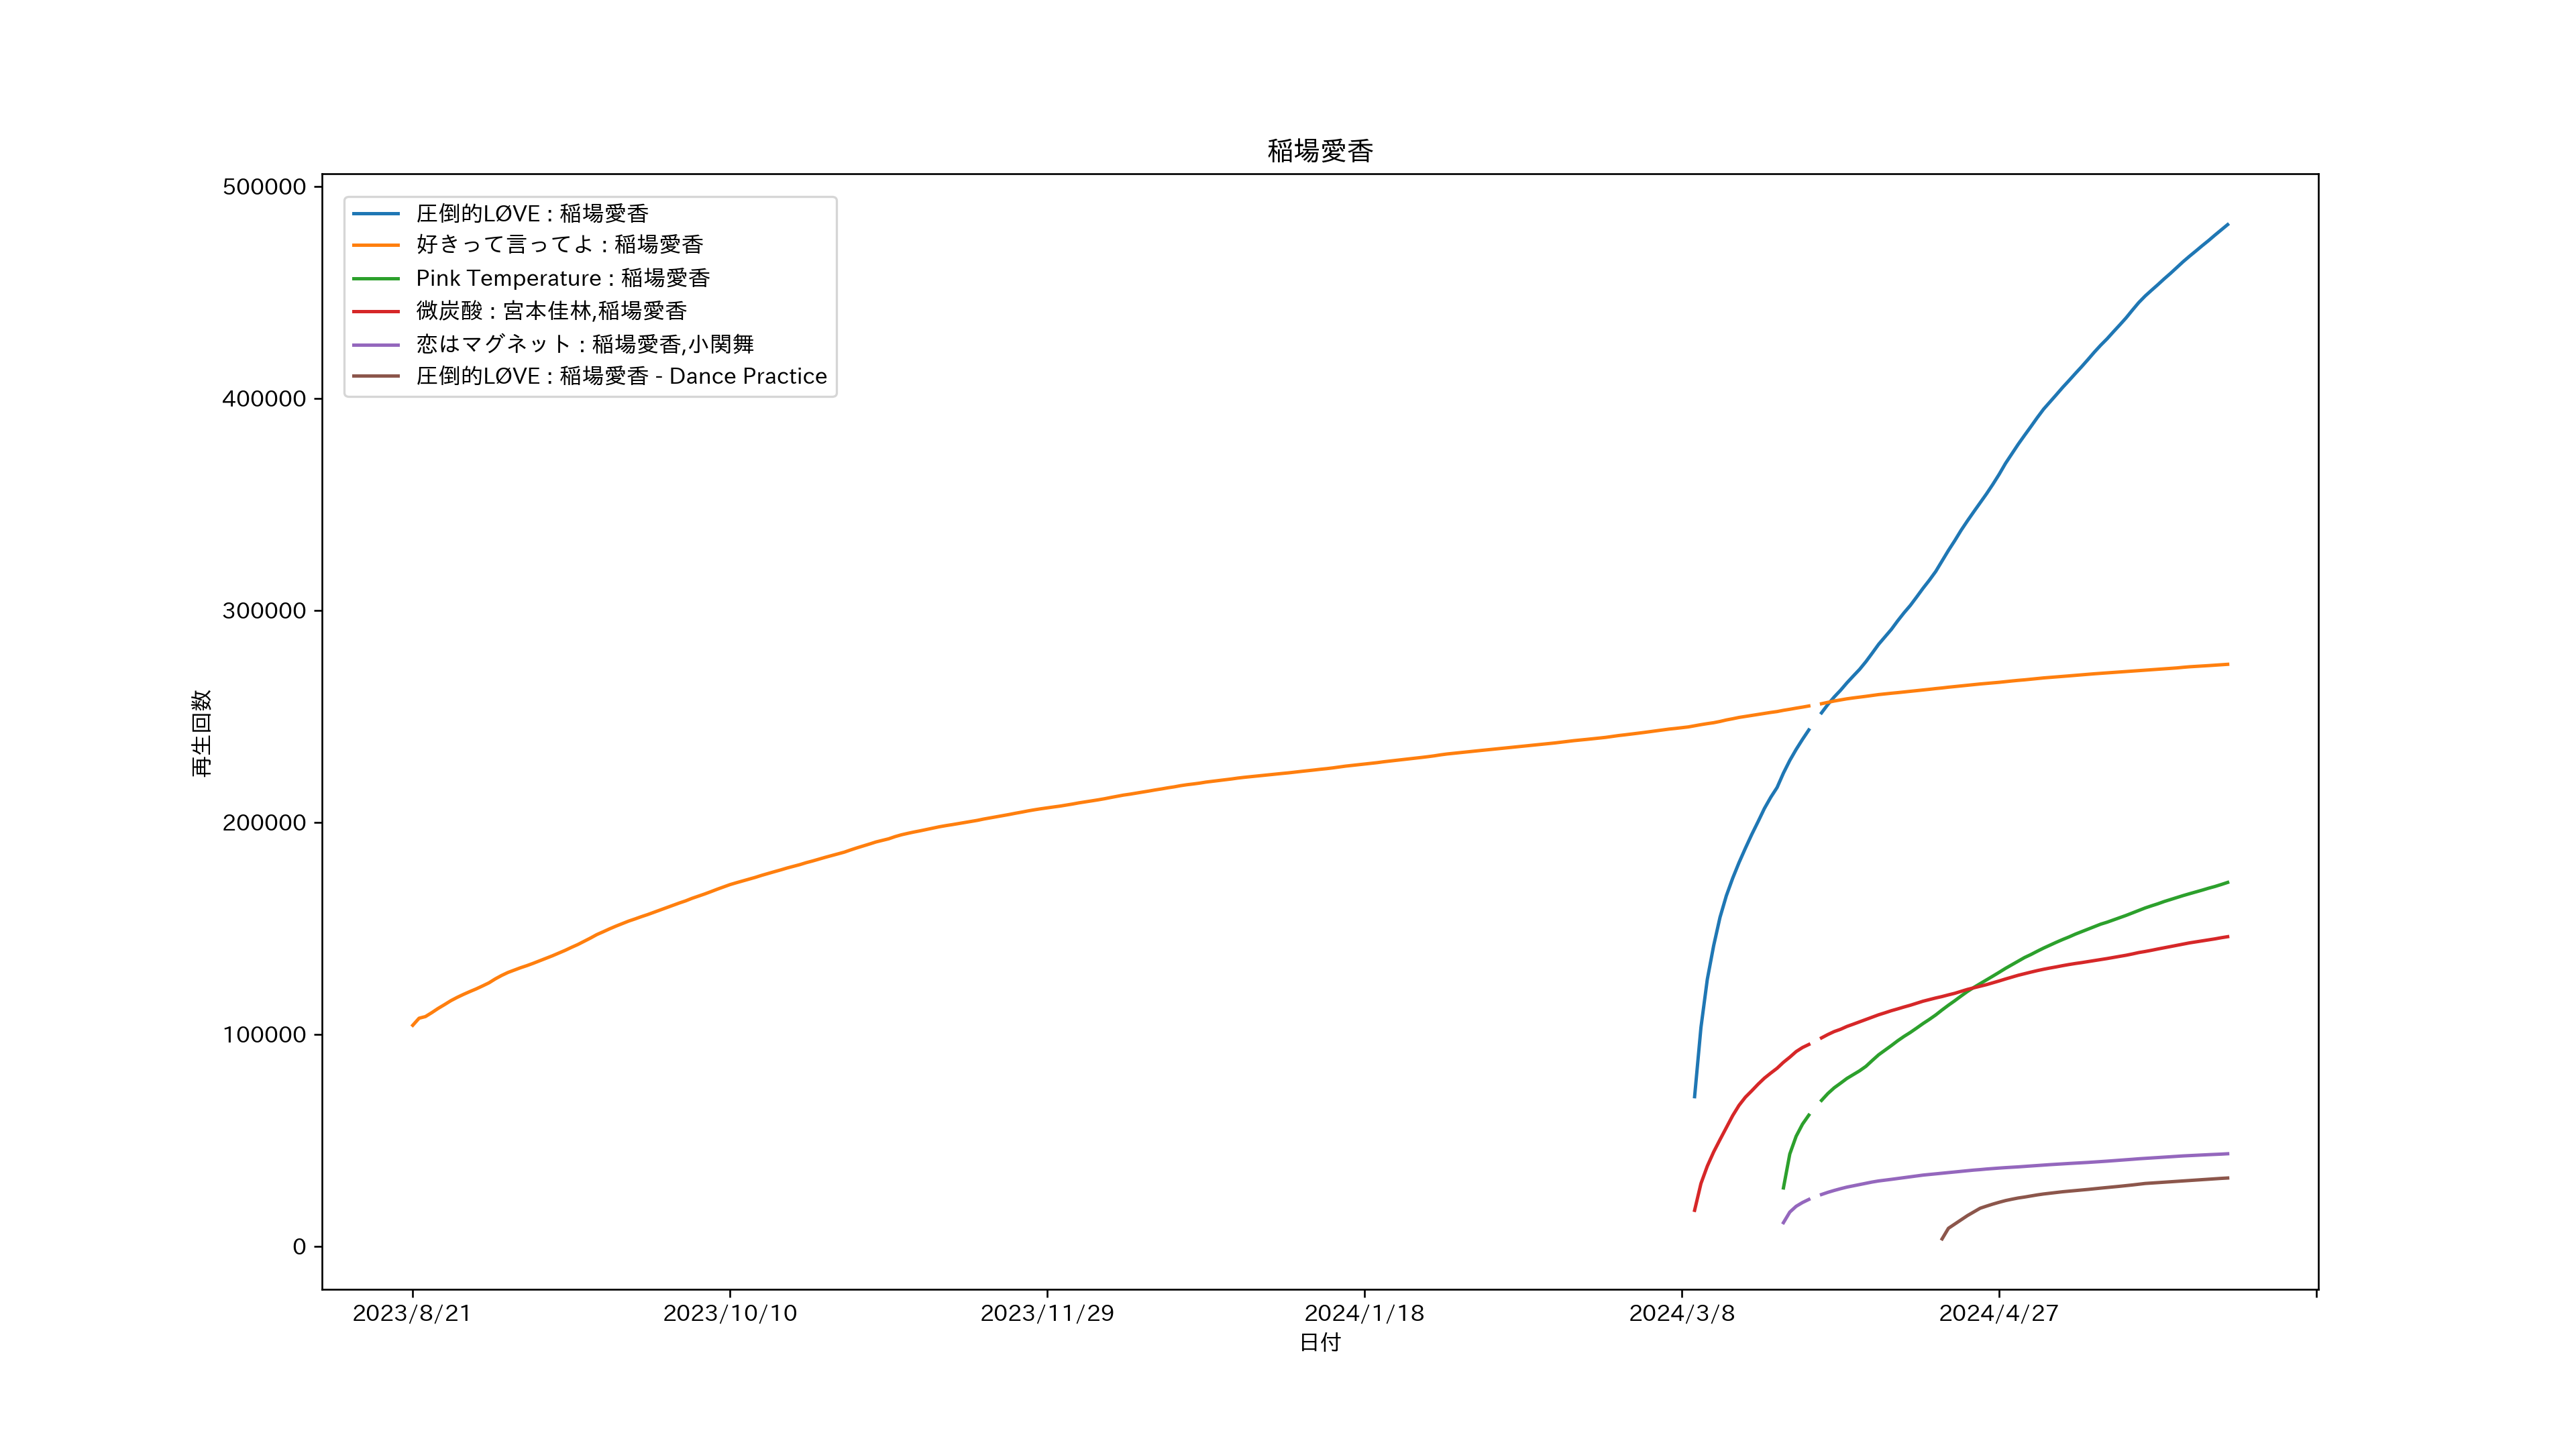 稲場愛香
500000
400000
300000
200000
100000
0
再生回数
圧倒的LØVE : 稲場愛香
好きって言ってよ : 稲場愛香
Pink Temperature : 稲場愛香
微炭酸 : 宮本佳林,稲場愛香
恋はマグネット : 稲場愛香,小関舞
圧倒的LØVE : 稲場愛香 - Dance Practice
2023/8/21 2023/10/10 2023/11/29 2024/1/18 2024/3/8 2024/4/27
日付